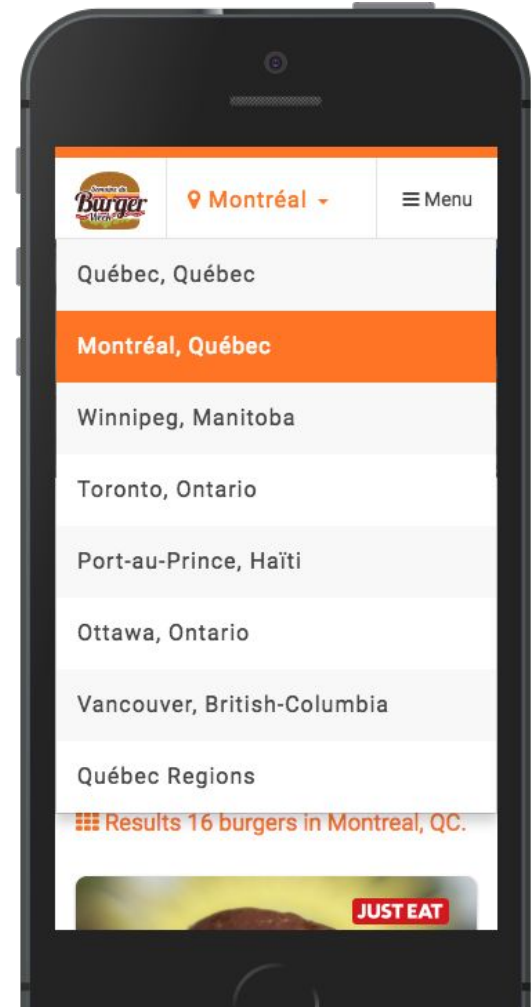 Semaine du
Burger
Week
Montréal
Menu
Québec, Québec
Montréal, Québec
Winnipeg, Manitoba
Toronto, Ontario
Port-au-Prince, Haïti
Ottawa, Ontario
Vancouver, British-Columbia
Québec Regions
Results 16 burgers in Montreal, QC.
JUST EAT